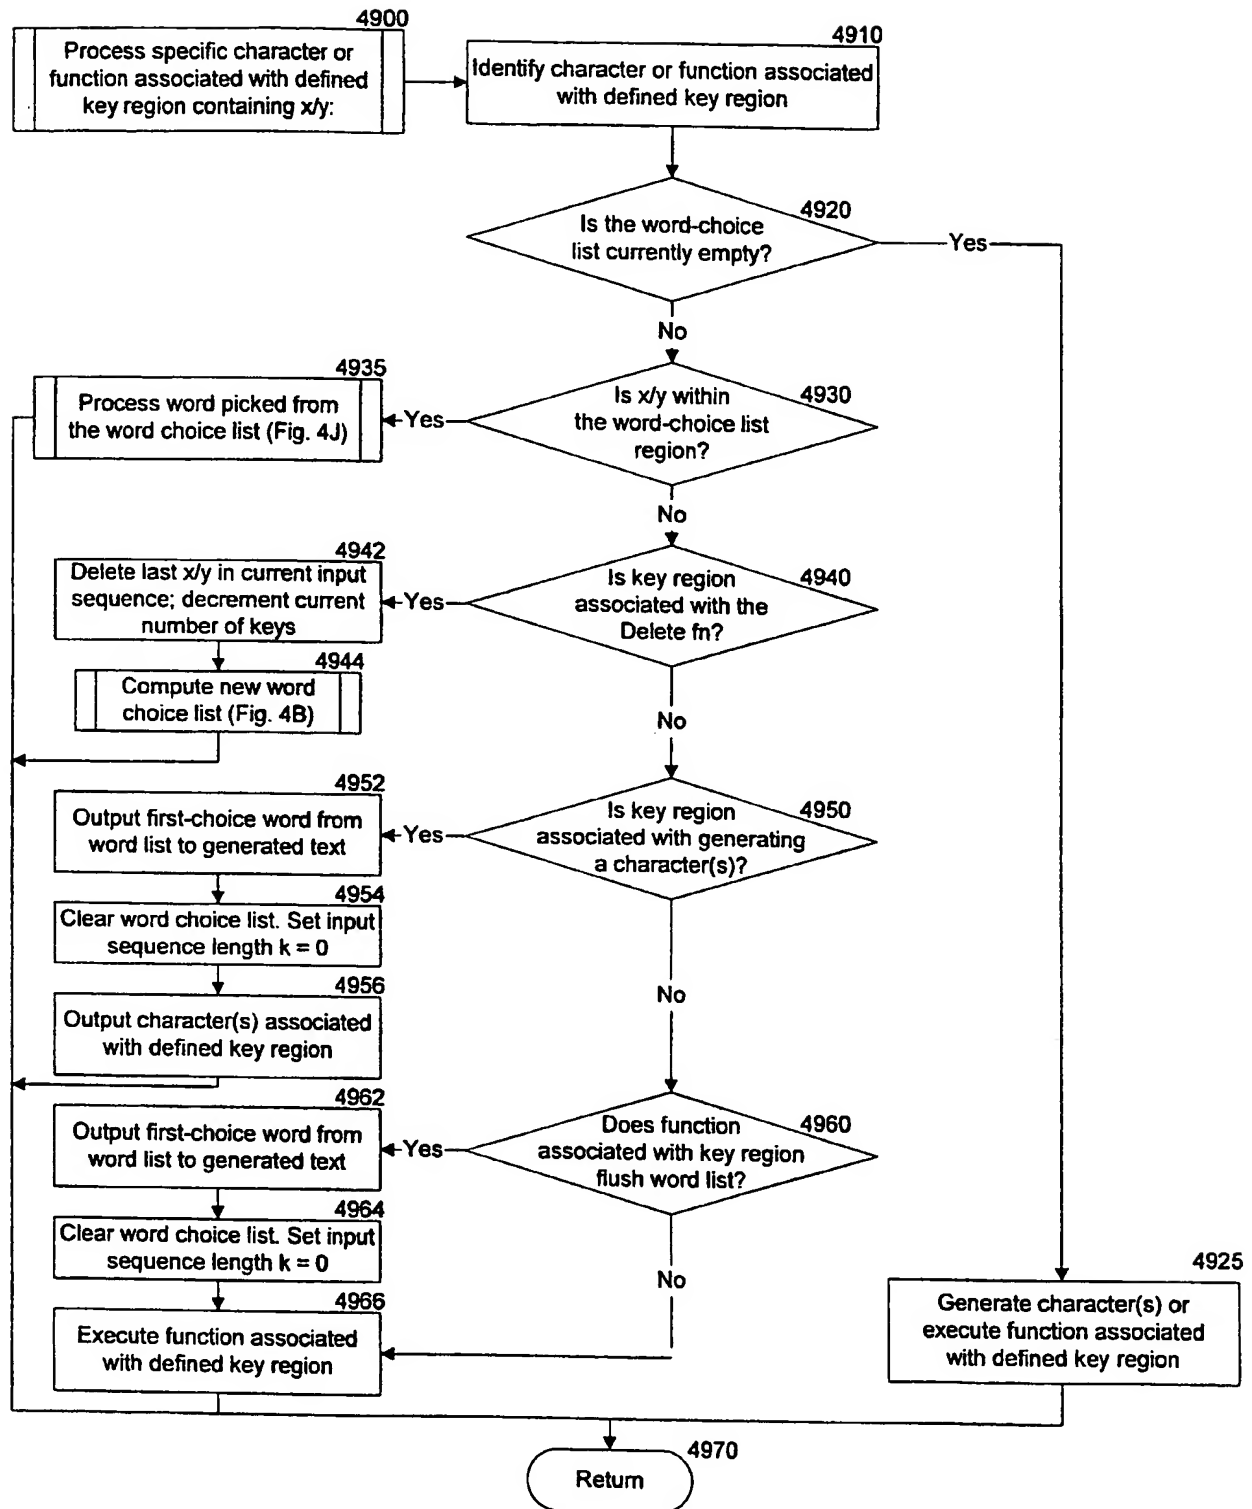 4900
Process specific character or
function associated with defined
key region containing x/y:
4910
Identify character or function associated
with defined key region
4920
Is the word-choice
list currently empty?
Yes
No
4935
Process word picked from
the word choice list (Fig. 4J)
Yes
4930
Is x/y within
the word-choice list
region?
No
4942
Delete last x/y in current input
sequence; decrement current
number of keys
Yes
4940
Is key region
associated with the
Delete fn?
4944
Compute new word
choice list (Fig. 4B)
No
4952
Output first-choice word from
word list to generated text
Yes
4950
Is key region
associated with generating
a character(s)?
4954
Clear word choice list. Set input
sequence length k = 0
4956
Output character(s) associated
with defined key region
No
4962
Output first-choice word from
word list to generated text
Yes
4960
Does function
associated with key region
flush word list?
4964
Clear word choice list. Set input
sequence length k = 0
No
4966
Execute function associated
with defined key region
4925
Generate character(s) or
execute function associated
with defined key region
4970
Return